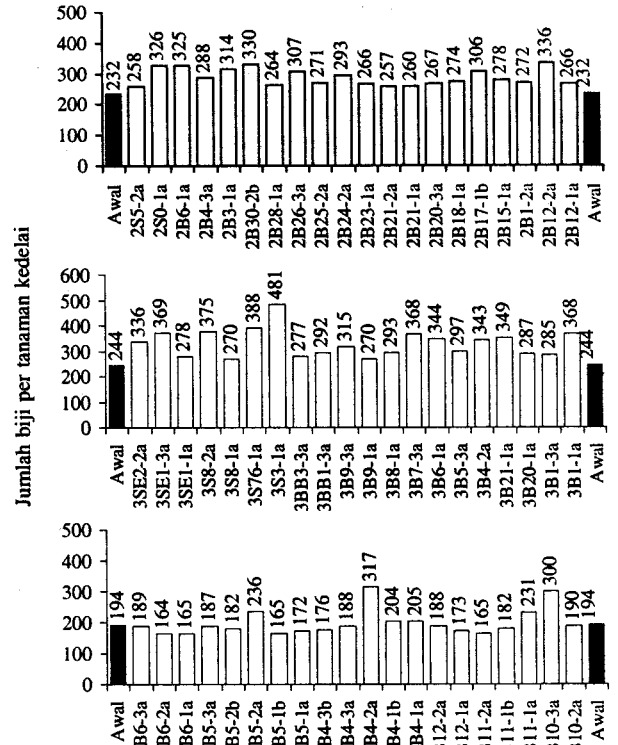 Jumlah biji per tanaman kedelai
500
400
300
200
100
0
232
258
326
325
288
314
330
264
307
271
293
266
257
260
267
274
306
278
272
336
266
232
Awal
2S5-2a
2S0-1a
2B6-1a
2B4-3a
2B3-1a
2B30-2b
2B28-1a
2B26-3a
2B25-2a
2B24-2a
2B23-1a
2B21-2a
2B21-1a
2B20-3a
2B18-1a
2B17-1b
2B15-1a
2B1-2a
2B12-2a
2B12-1a
Awal
600
500
400
300
200
100
0
244
336
369
278
375
270
388
481
277
292
315
270
293
368
344
297
343
349
287
285
368
244
Awal
3SE2-2a
3SE1-3a
3SE1-1a
3S8-2a
3S8-1a
3S76-1a
3S3-1a
3BB3-3a
3BB1-3a
3B9-3a
3B9-1a
3B8-1a
3B7-3a
3B6-1a
3B5-3a
3B4-2a
3B21-1a
3B20-1a
3B1-3a
3B1-1a
Awal
500
400
300
200
100
0
194
189
164
165
187
182
236
165
172
176
188
317
204
205
188
173
165
182
231
300
190
194
Awal
B6-3a
B6-2a
B6-1a
B5-3a
B5-2b
B5-2a
B5-1b
B5-1a
B4-3b
B4-3a
B4-2a
B4-1b
B4-1a
12-2a
12-1a
11-2a
11-1b
11-1a
10-3a
10-2a
Awal